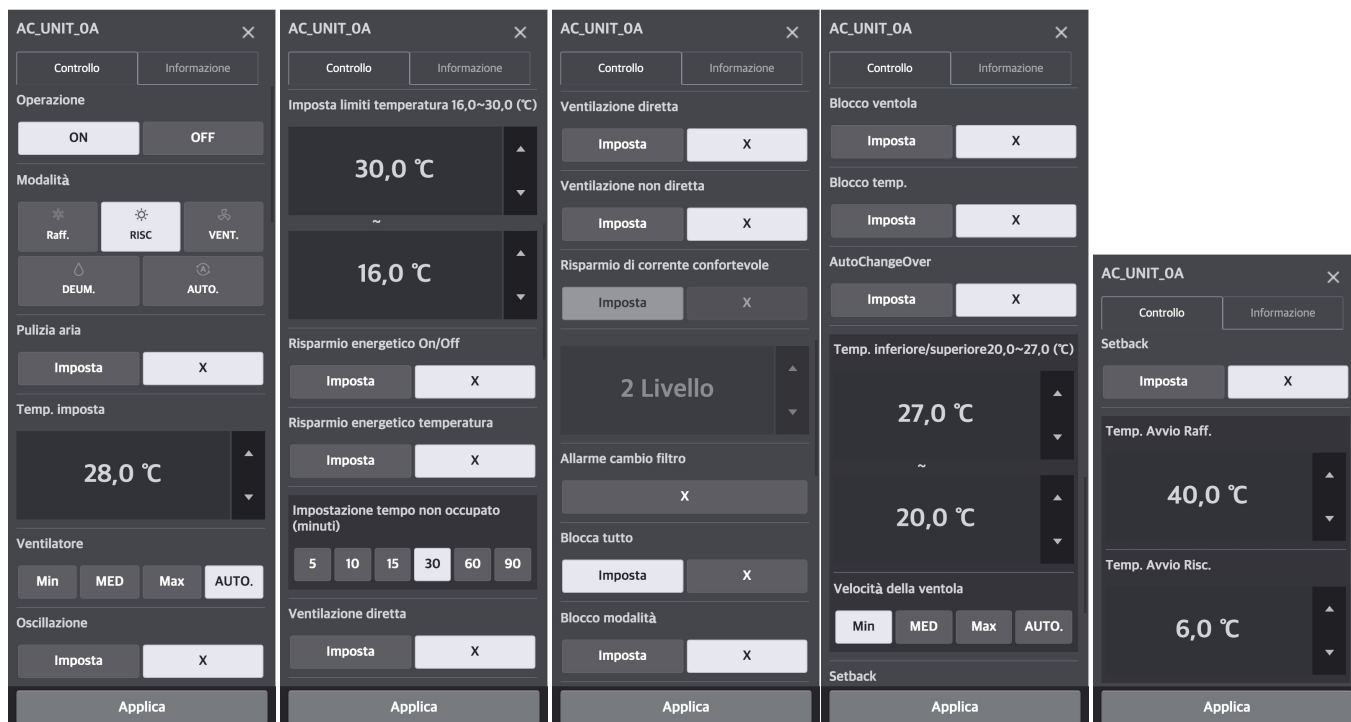 AC_UNIT_0A
Controllo Informazione
Operazione
ON OFF
Modalità
Raff. RISC VENT.
DEUM. AUTO.
Pulizia aria
Imposta X
Temp. imposta
28,0 ℃
Ventilatore
Min MED Max AUTO.
Oscillazione
Imposta X
Applica
AC_UNIT_0A
Controllo Informazione
Imposta limiti temperatura 16,0~30,0 (℃)
30,0 ℃
~
16,0 ℃
Risparmio energetico On/Off
Imposta X
Risparmio energetico temperatura
Imposta X
Impostazione tempo non occupato
(minuti)
5 10 15 30 60 90
Ventilazione diretta
Imposta X
Applica
AC_UNIT_0A
Controllo Informazione
Ventilazione diretta
Imposta X
Ventilazione non diretta
Imposta X
Risparmio di corrente confortevole
Imposta X
2 Livello
Allarme cambio filtro
X
Blocca tutto
Imposta X
Blocco modalità
Imposta X
Applica
AC_UNIT_0A
Controllo Informazione
Blocco ventola
Imposta X
Blocco temp.
Imposta X
AutoChangeOver
Imposta X
Temp. inferiore/superiore20,0~27,0 (℃)
27,0 ℃
~
20,0 ℃
Velocità della ventola
Min MED Max AUTO.
Setback
Applica
AC_UNIT_0A
Controllo Informazione
Setback
Imposta X
Temp. Avvio Raff.
40,0 ℃
Temp. Avvio Risc.
6,0 ℃
Applica